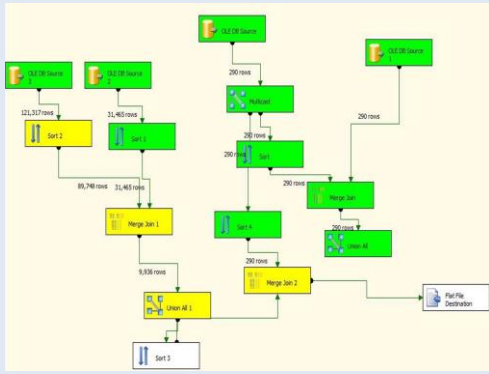 OLE DB Source
OLE DB Source
1
OLE DB Source
3
OLE DB Source
2
290 rows
290 rows
Multicast
121,317 rows
31,465 rows
Sort 2
Sort 1
290 rows
290 rows
Sort
290 rows
Merge Join
89,748 rows
31,465 rows
Merge Join 1
Sort 4
290 rows
Union All
290 rows
9,936 rows
Merge Join 2
Flat File
Destination
Union All 1
Sort 3